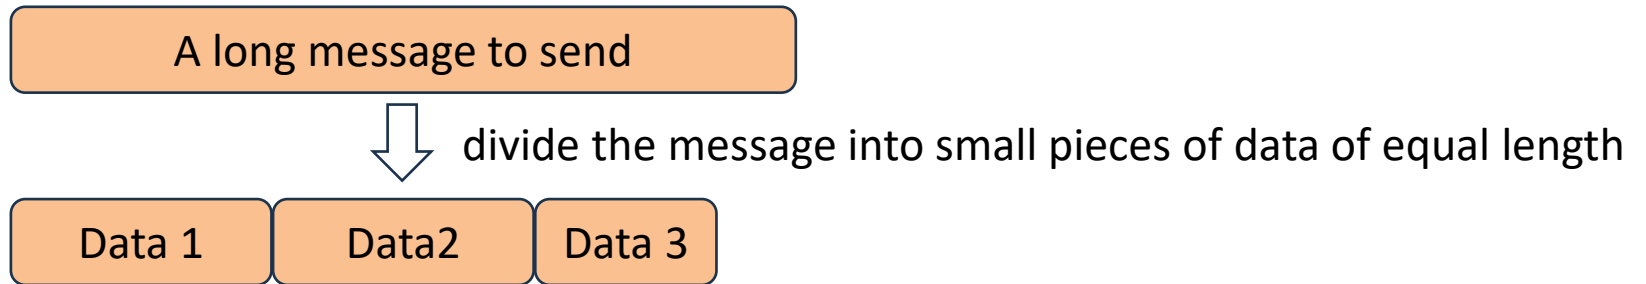 A long message to send
divide the message into small pieces of data of equal length
Data 1 Data2 Data 3